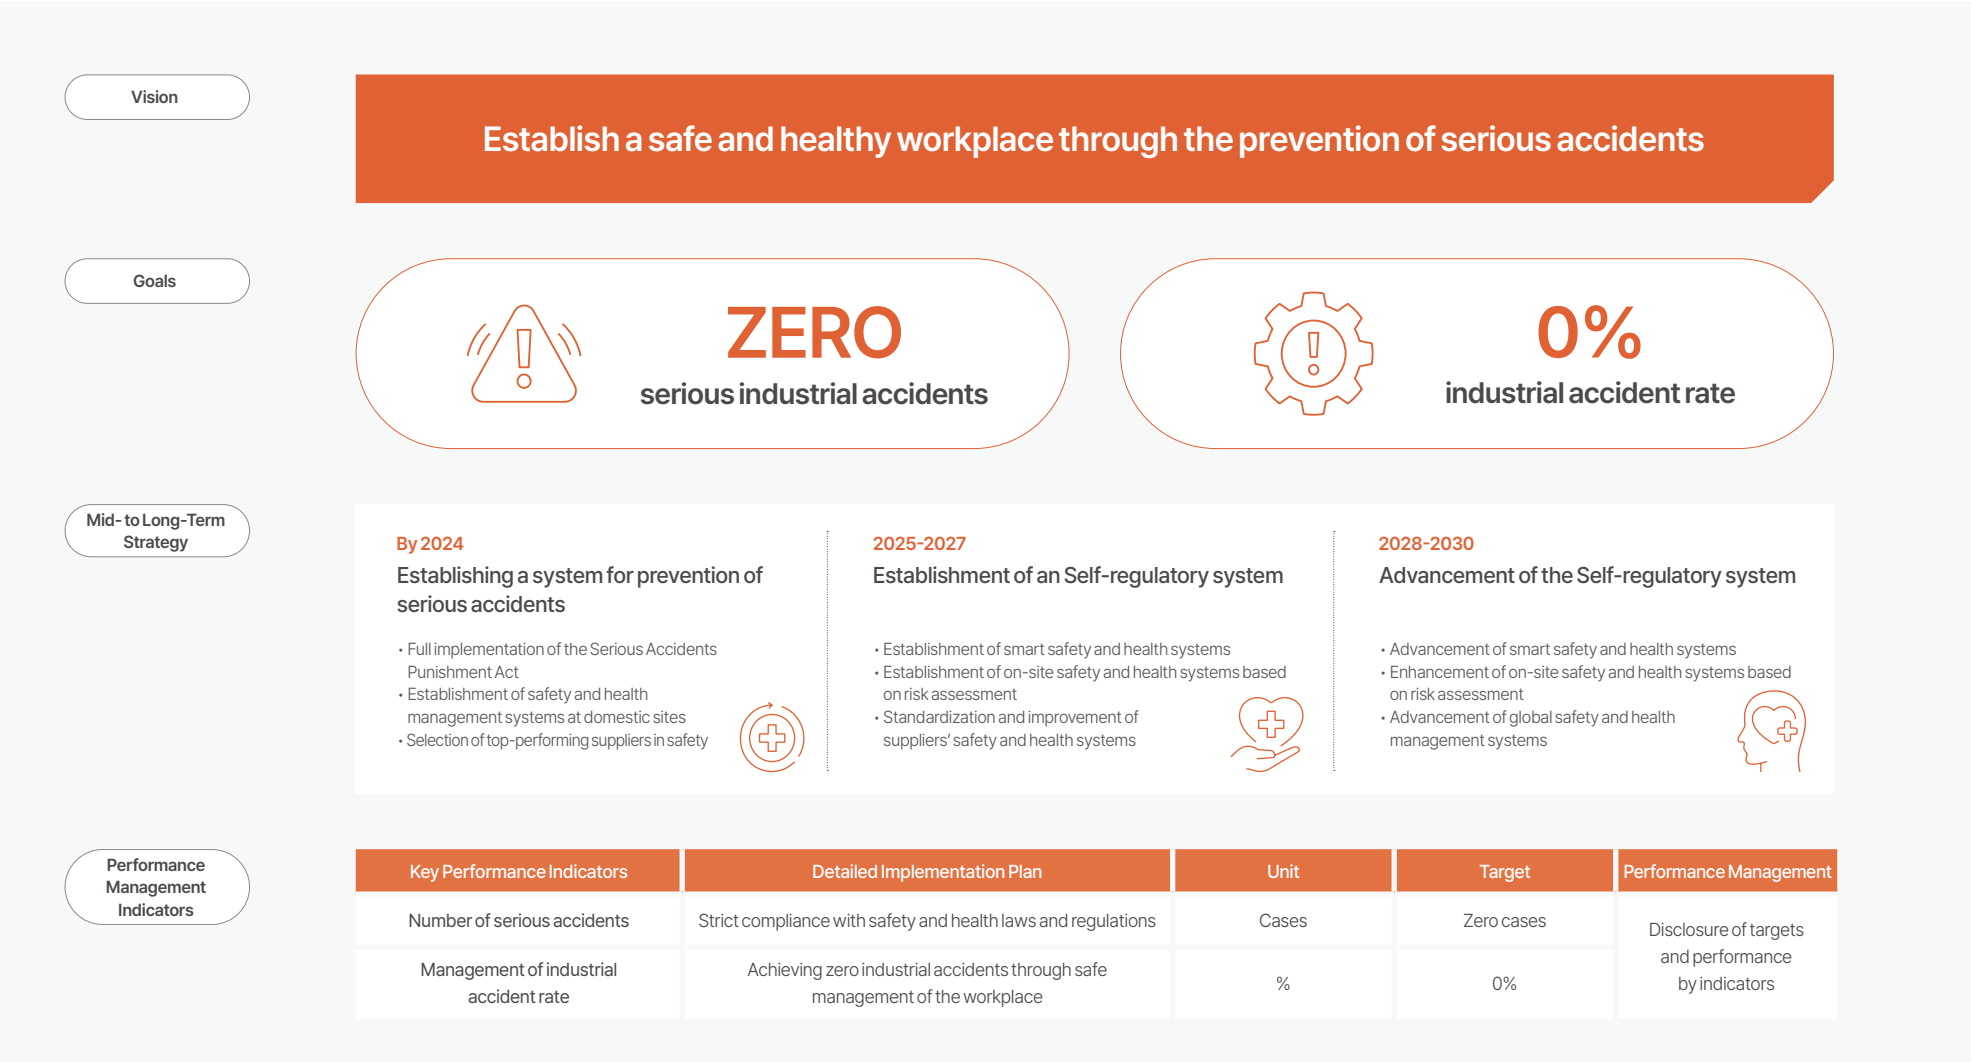 Vision
Establish a safe and healthy workplace through the prevention of serious accidents
Goals
ZERO
serious industrial accidents
0%
industrial accident rate
Mid- to Long-Term
Strategy
By 2024
Establishing a system for prevention of
serious accidents
• Full implementation of the Serious Accidents
Punishment Act
• Establishment of safety and health
management systems at domestic sites
• Selection of top-performing suppliers in safety
2025-2027
Establishment of an Self-regulatory system
• Establishment of smart safety and health systems
• Establishment of on-site safety and health systems based
on risk assessment
• Standardization and improvement of
suppliers’ safety and health systems
2028-2030
Advancement of the Self-regulatory system
• Advancement of smart safety and health systems
• Enhancement of on-site safety and health systems based
on risk assessment
• Advancement of global safety and health
management systems
Performance
Management
Indicators
Key Performance Indicators
Detailed Implementation Plan
Unit
Target
Performance Management
Number of serious accidents
Strict compliance with safety and health laws and regulations
Cases
Zero cases
Disclosure of targets
and performance
by indicators
Management of industrial
accident rate
Achieving zero industrial accidents through safe
management of the workplace
%
0%